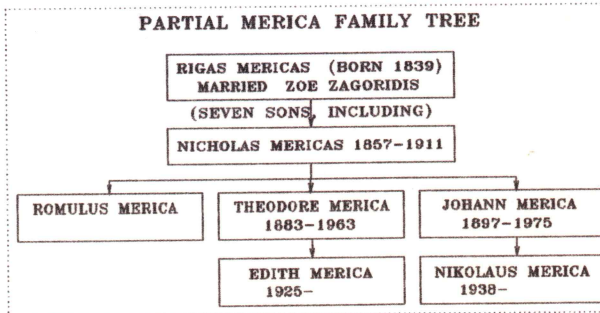 PARTIAL MERICA FAMILY TREE
RIGAS MERICAS (BORN 1839)
MARRIED ZOE ZAGORIDIS
(SEVEN SONS, INCLUDING)
NICHOLAS MERICAS 1857-1911
ROMULUS MERICA
THEODORE MERICA
1883-1963
JOHANN MERICA
1897-1975
EDITH MERICA
1925-
NIKOLAUS MERICA
1938-